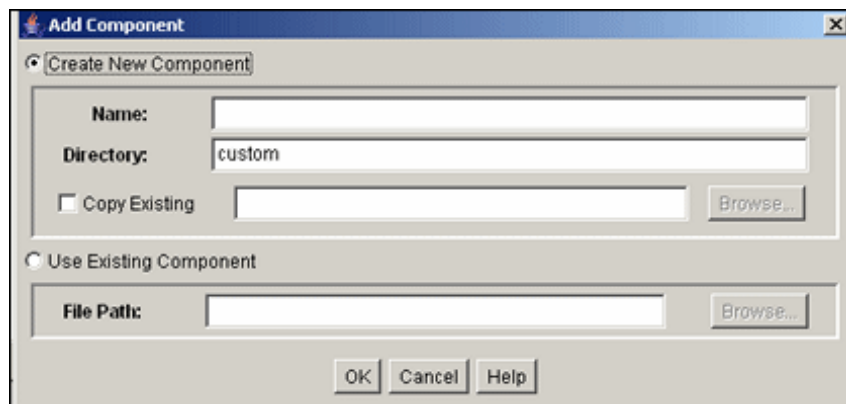 Add Component
Create New Component
Name:
Directory: custom
Copy Existing Browse...
Use Existing Component
File Path: Browse...
OK Cancel Help